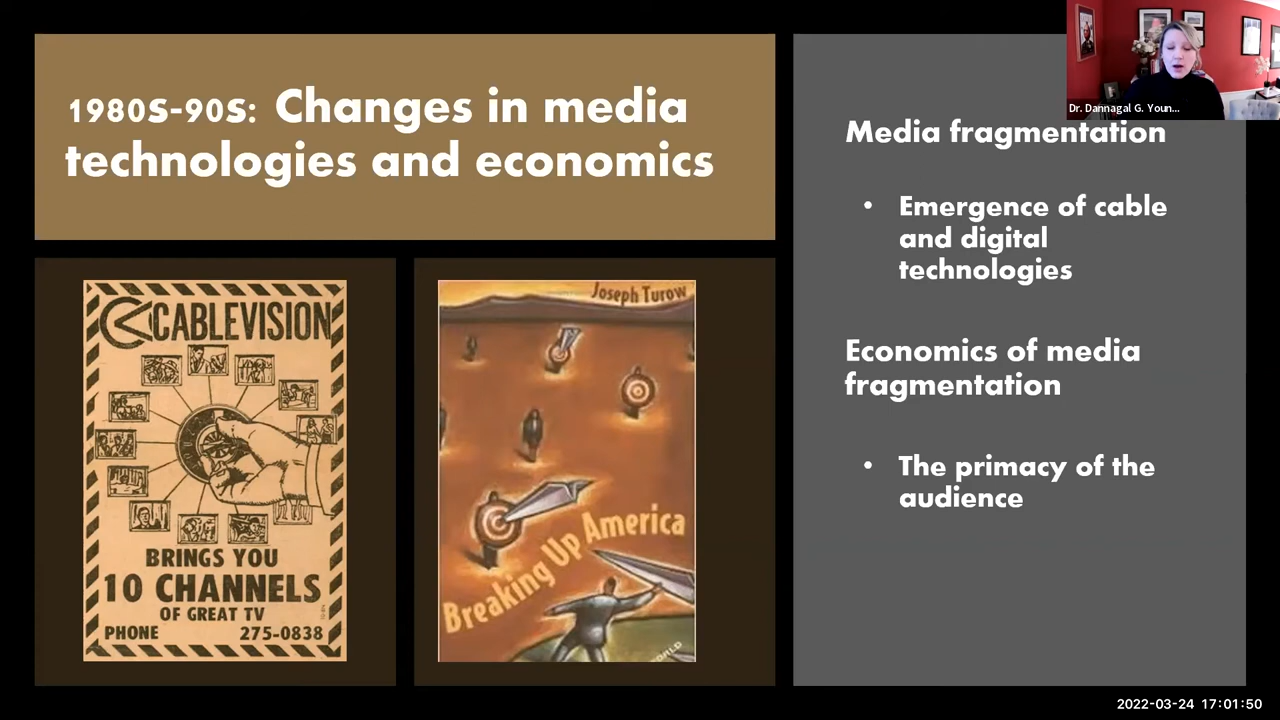 1980s-90s: Changes in media
technologies and economics
CABLEVISION
BRINGS YOU
10 CHANNELS
OF GREAT TV
PHONE 275-0838
Joseph Turow
Breaking Up America
Dr. Dannagal G. Youn...
Media fragmentation
• Emergence of cable
and digital
technologies
Economics of media
fragmentation
• The primacy of the
audience
2022-03-24 17:01:50